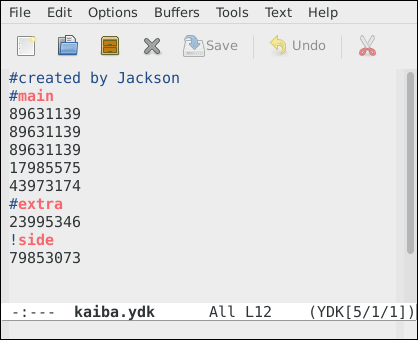 File Edit Options Buffers Tools Text Help
Save Undo
#created by Jackson
#main
89631139
89631139
89631139
17985575
43973174
#extra
23995346
!side
79853073
-:--- kaiba.ydk All L12 (YDK[5/1/1])